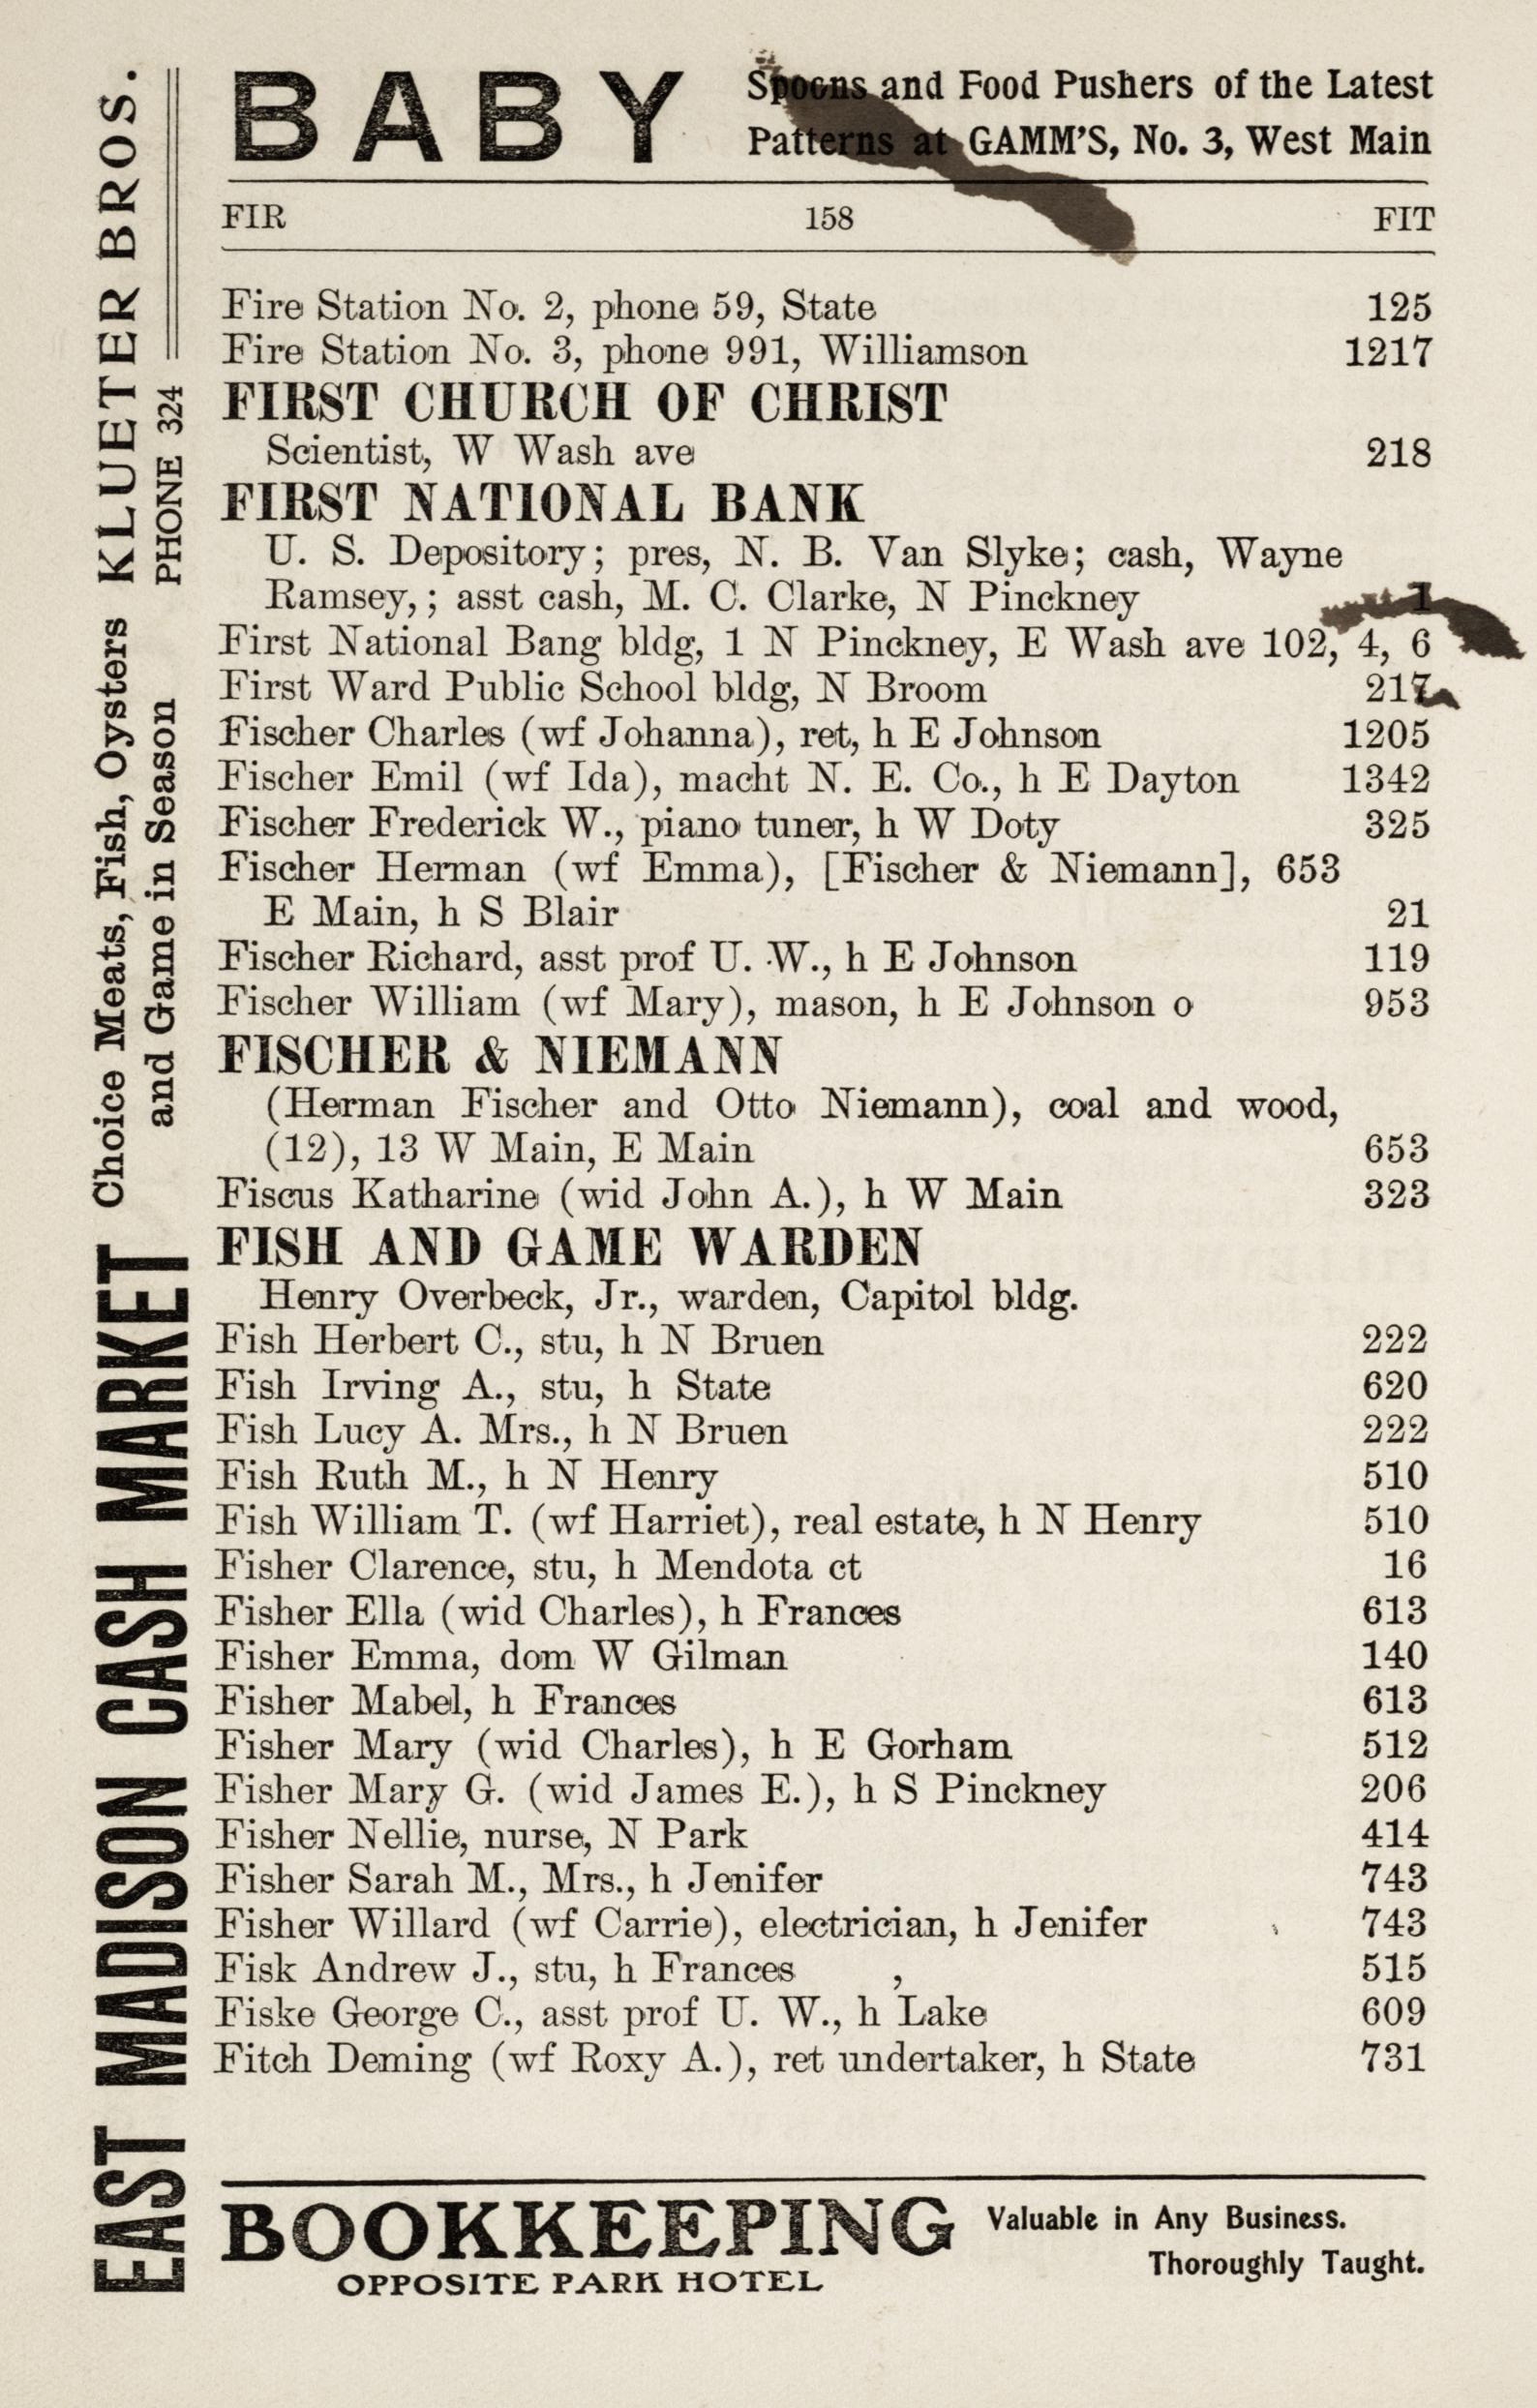 BABY Spoons and Food Pushers of the Latest
Patterns at GAMM'S, No. 3, West Main
FIR 158 FIT
Fire Station No. 2, phone 59, State 125
Fire Station No. 3, phone 991, Williamson 1217
FIRST CHURCH OF CHRIST
Scientist, W Wash ave 218
FIRST NATIONAL BANK
U. S. Depository; pres, N. B. Van Slyke; cash, Wayne
Ramsey,; asst cash, M. C. Clarke, N Pinckney 1
First National Bang bldg, 1 N Pinckney, E Wash ave 102, 4, 6
First Ward Public School bldg, N Broom 217
Fischer Charles (wf Johanna), ret, h E Johnson 1205
Fischer Emil (wf Ida), macht N. E. Co., h E Dayton 1342
Fischer Frederick W., piano tuner, h W Doty 325
Fischer Herman (wf Emma), [Fischer & Niemann], 653
E Main, h S Blair 21
Fischer Richard, asst prof U. W., h E Johnson 119
Fischer William (wf Mary), mason, h E Johnson o 953
FISCHER & NIEMANN
(Herman Fischer and Otto Niemann), coal and wood,
(12), 13 W Main, E Main 653
Fiscus Katharine (wid John A.), h W Main 323
FISH AND GAME WARDEN
Henry Overbeck, Jr., warden, Capitol bldg.
Fish Herbert C., stu, h N Bruen 222
Fish Irving A., stu, h State 620
Fish Lucy A. Mrs., h N Bruen 222
Fish Ruth M., h N Henry 510
Fish William T. (wf Harriet), real estate, h N Henry 510
Fisher Clarence, stu, h Mendota ct 16
Fisher Ella (wid Charles), h Frances 613
Fisher Emma, dom W Gilman 140
Fisher Mabel, h Frances 613
Fisher Mary (wid Charles), h E Gorham 512
Fisher Mary G. (wid James E.), h S Pinckney 206
Fisher Nellie, nurse, N Park 414
Fisher Sarah M., Mrs., h Jenifer 743
Fisher Willard (wf Carrie), electrician, h Jenifer 743
Fisk Andrew J., stu, h Frances 515
Fiske George C., asst prof U. W., h Lake 609
Fitch Deming (wf Roxy A.), ret undertaker, h State 731
BOOKKEEPING Valuable in Any Business.
OPPOSITE PARK HOTEL Thoroughly Taught.
EAST MADISON CASH MARKET Choice Meats, Fish, Oysters KLUETER BROS.
and Game in Season PHONE 324